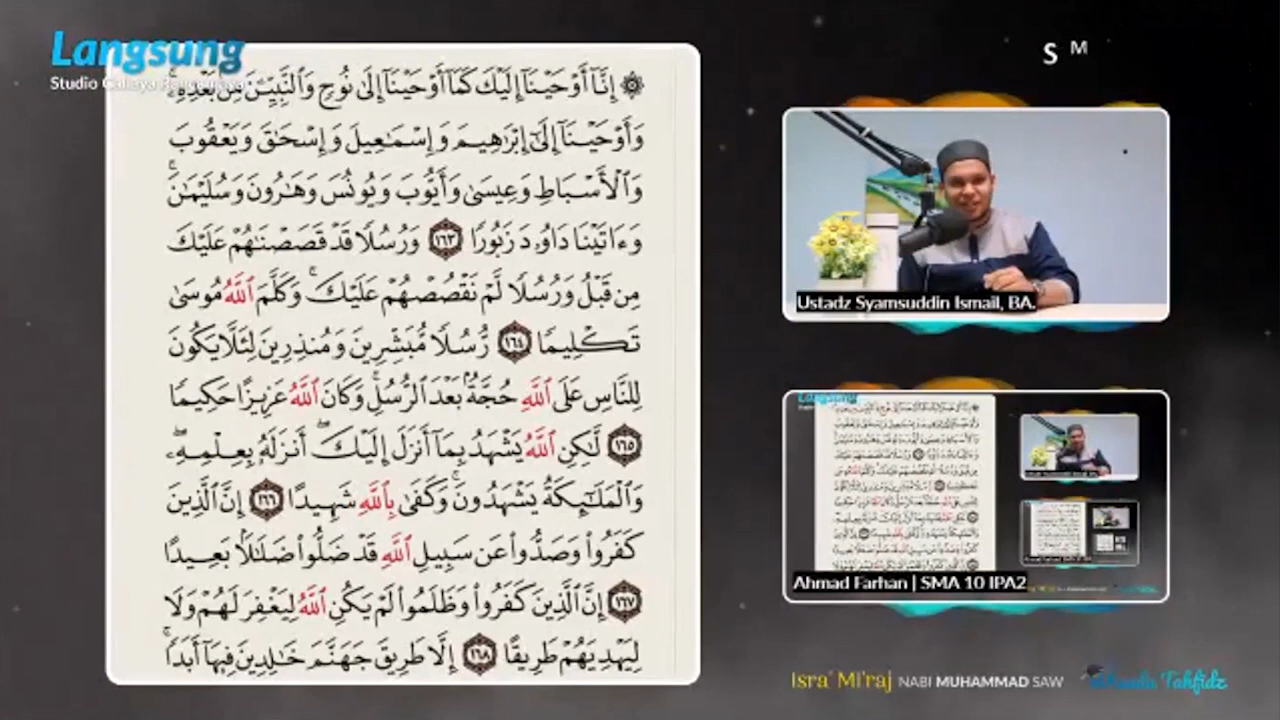 Langsung
Studio
۞ إِنَّآ أَوْحَيْنَآ إِلَيْكَ كَمَآ أَوْحَيْنَآ إِلَىٰ نُوحٍ وَٱلنَّبِيِّـۧنَ مِنۢ بَعْدِهِۦۚ
وَأَوْحَيْنَآ إِلَىٰٓ إِبْرَٰهِيمَ وَإِسْمَـٰعِيلَ وَإِسْحَـٰقَ وَيَعْقُوبَ
وَٱلْأَسْبَاطِ وَعِيسَىٰ وَأَيُّوبَ وَيُونُسَ وَهَـٰرُونَ وَسُلَيْمَـٰنَۚ
وَءَاتَيْنَا دَاوُۥدَ زَبُورًا ١٦٣ وَرُسُلًا قَدْ قَصَصْنَـٰهُمْ عَلَيْكَ
مِن قَبْلُ وَرُسُلًا لَّمْ نَقْصُصْهُمْ عَلَيْكَۚ وَكَلَّمَ ٱللَّهُ مُوسَىٰ
تَكْلِيمًا ١٦٤ رُّسُلًا مُّبَشِّرِينَ وَمُنذِرِينَ لِئَلَّا يَكُونَ
لِلنَّاسِ عَلَى ٱللَّهِ حُجَّةٌۢ بَعْدَ ٱلرُّسُلِۚ وَكَانَ ٱللَّهُ عَزِيزًا حَكِيمًا
١٦٥ لَّـٰكِنِ ٱللَّهُ يَشْهَدُ بِمَآ أَنزَلَ إِلَيْكَۖ أَنزَلَهُۥ بِعِلْمِهِۦۖ
وَٱلْمَلَـٰٓئِكَةُ يَشْهَدُونَۚ وَكَفَىٰ بِٱللَّهِ شَهِيدًا ١٦٦ إِنَّ ٱلَّذِينَ
كَفَرُوا۟ وَصَدُّوا۟ عَن سَبِيلِ ٱللَّهِ قَدْ ضَلُّوا۟ ضَلَـٰلًۢا بَعِيدًا
١٦٧ إِنَّ ٱلَّذِينَ كَفَرُوا۟ وَظَلَمُوا۟ لَمْ يَكُنِ ٱللَّهُ لِيَغْفِرَ لَهُمْ وَلَا
لِيَهْدِيَهُمْ طَرِيقًا ١٦٨ إِلَّا طَرِيقَ جَهَنَّمَ خَـٰلِدِينَ فِيهَآ أَبَدًاۚ
S M
Ustadz Syamsuddin Ismail, BA.
Langsung
Ahmad Farhan | SMA 10 IPA2
Isra' Mi'raj NABI MUHAMMAD SAW
Tahfidz